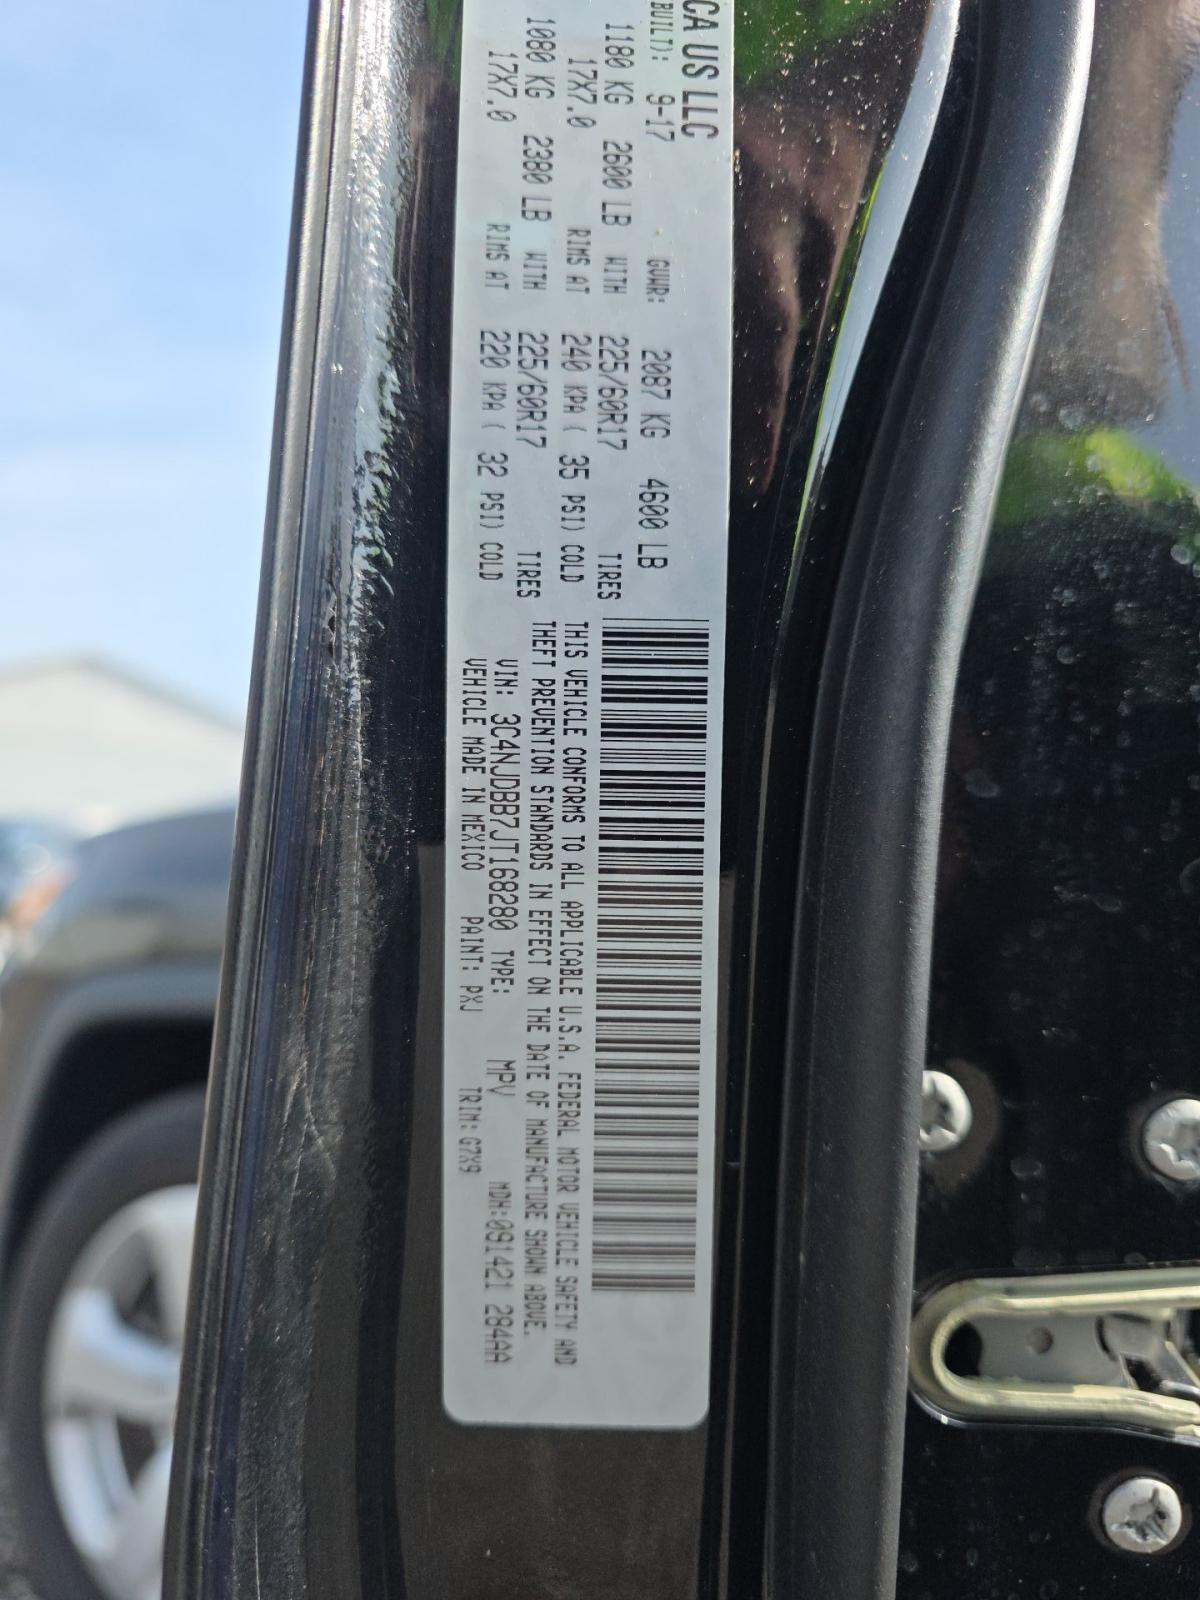 CA US LLC
BUILT): 9-17 GVWR: 2087 KG 4600 LB
1180 KG 2600 LB WITH 225/60R17 TIRES
17X7.0 RIMS AT 240 KPA ( 35 PSI) COLD
1080 KG 2380 LB WITH 225/60R17 TIRES
17X7.0 RIMS AT 220 KPA ( 32 PSI) COLD
THIS VEHICLE CONFORMS TO ALL APPLICABLE U.S.A. FEDERAL MOTOR VEHICLE SAFETY AND
THEFT PREVENTION STANDARDS IN EFFECT ON THE DATE OF MANUFACTURE SHOWN ABOVE.
VIN: 3C4NJDBB7JT168280 TYPE: MPV MDH:091421 284AA
VEHICLE MADE IN MEXICO PAINT: PXJ TRIM: G7X9